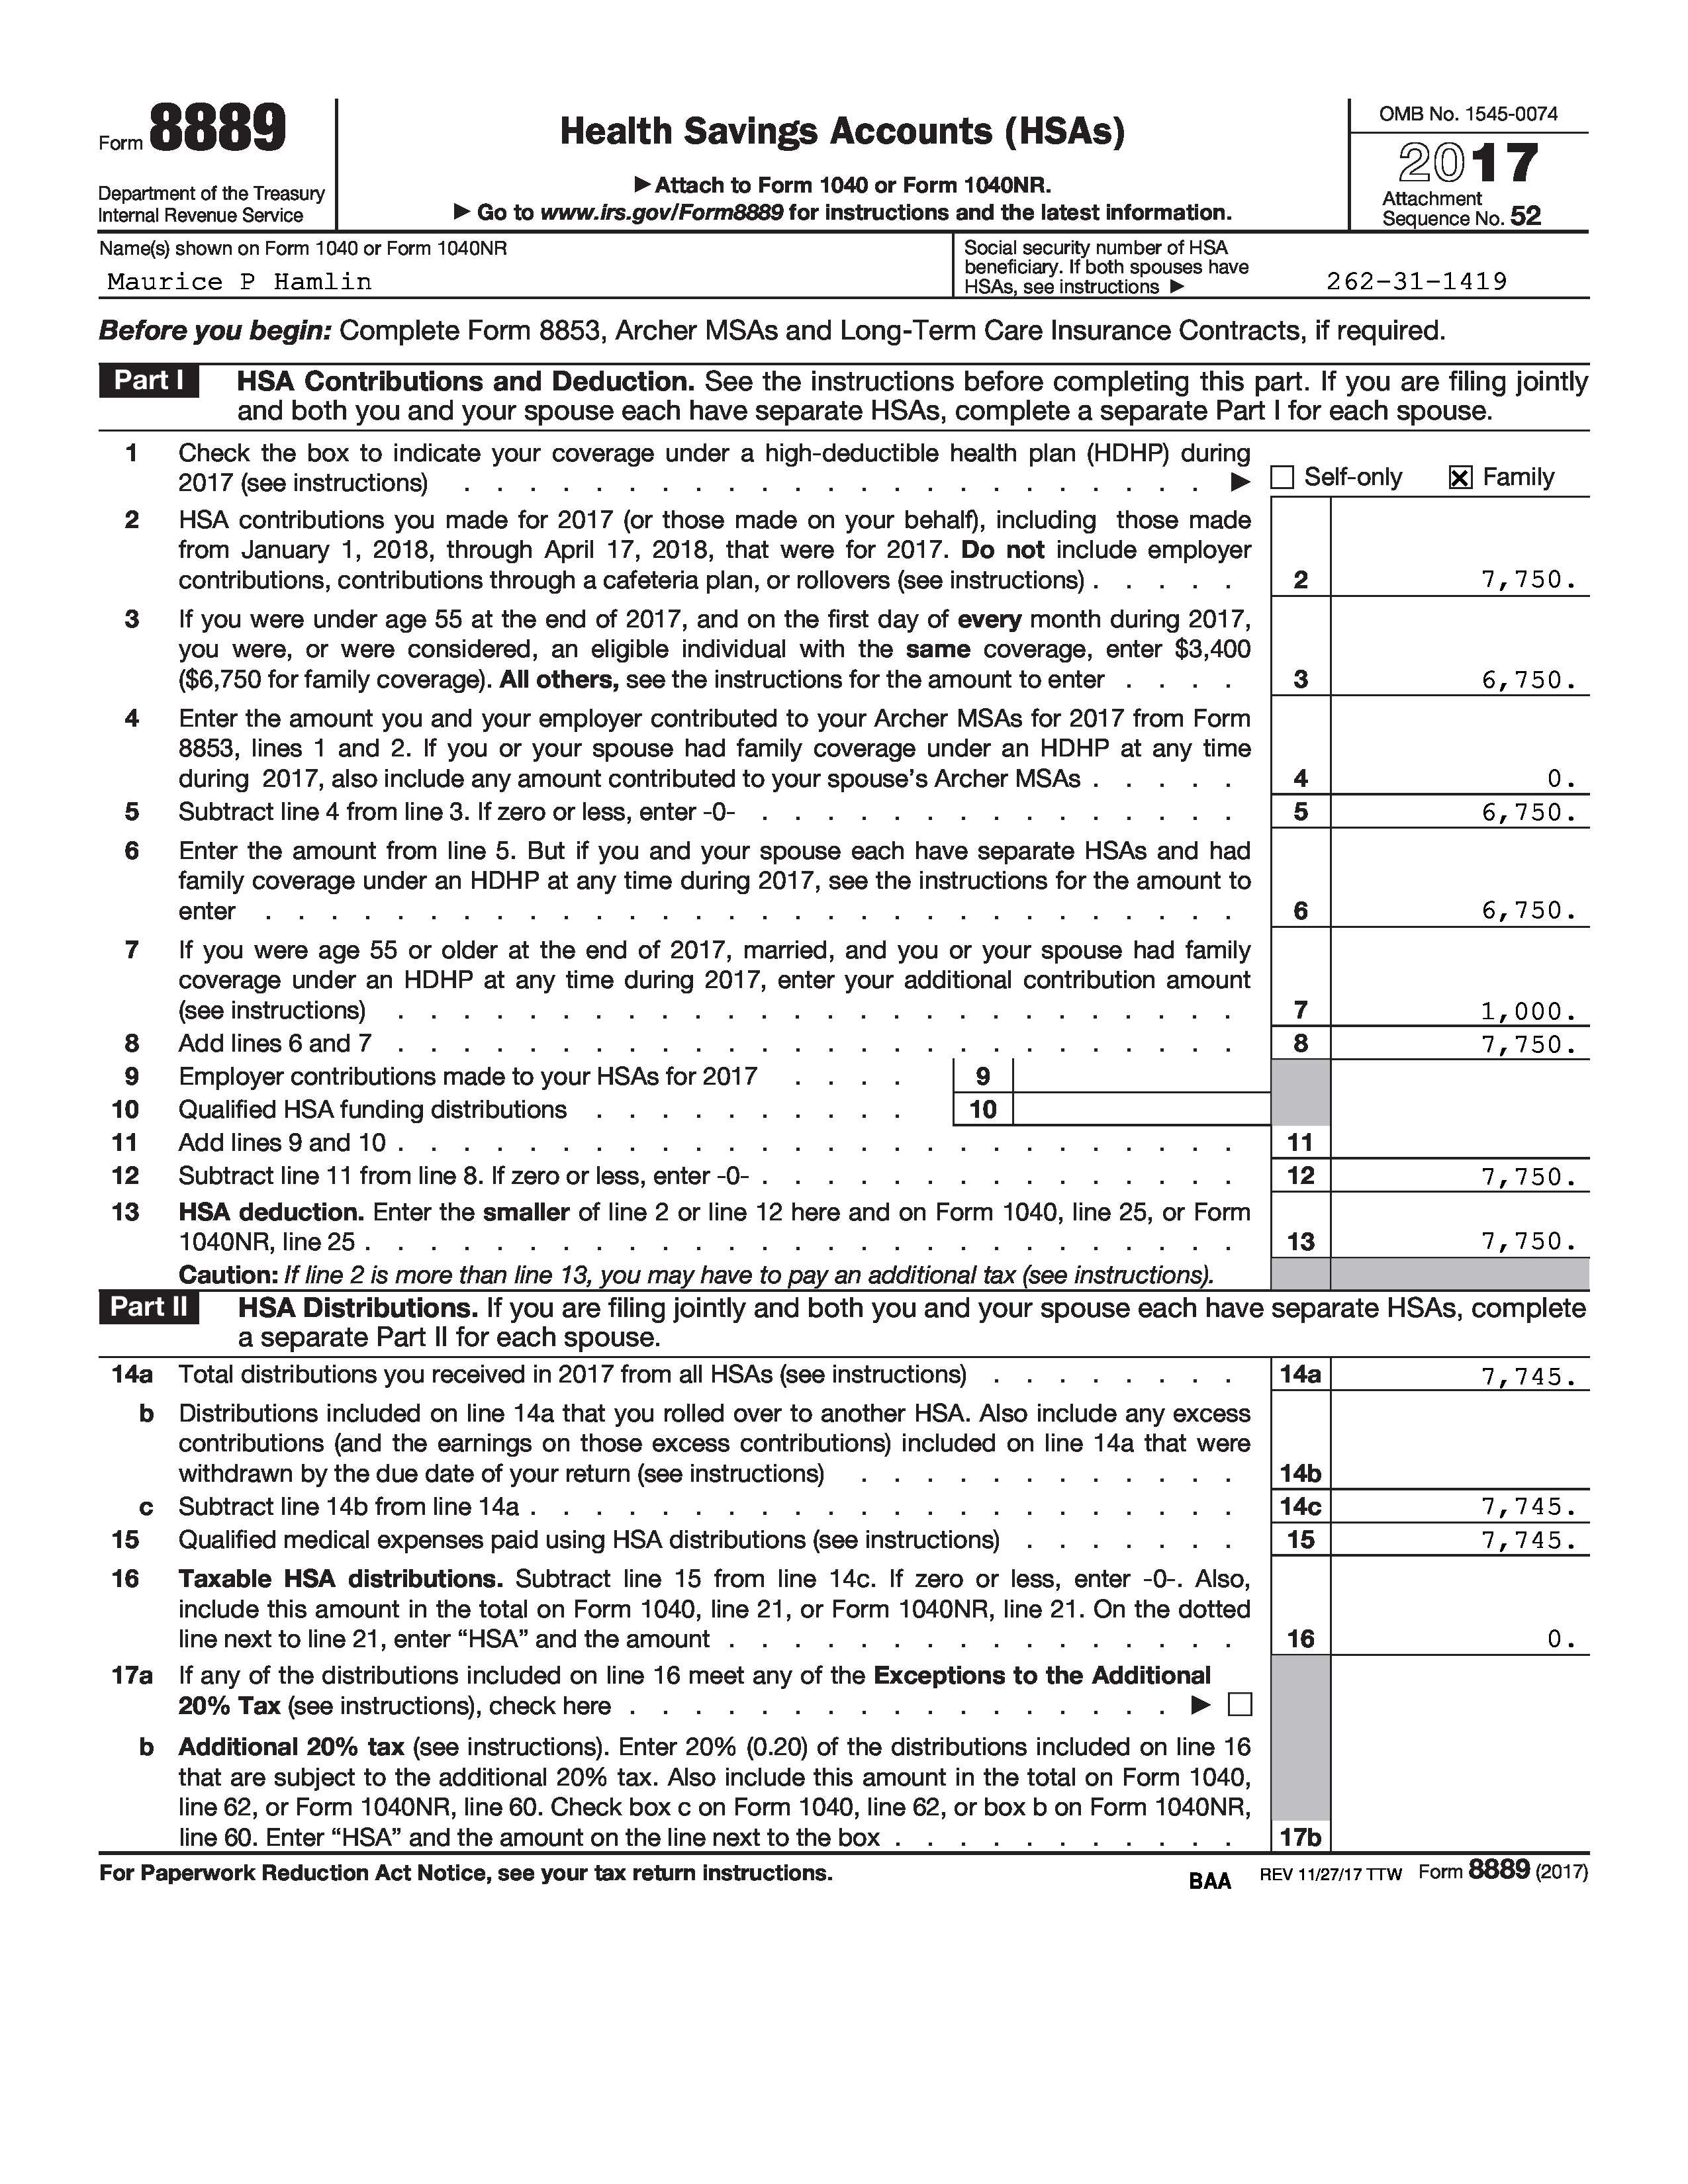 Form 8889
Department of the Treasury
Internal Revenue Service
Health Savings Accounts (HSAs)
▶ Attach to Form 1040 or Form 1040NR.
▶ Go to www.irs.gov/Form8889 for instructions and the latest information.
OMB No. 1545-0074
2017
Attachment
Sequence No. 52
Name(s) shown on Form 1040 or Form 1040NR
Maurice P Hamlin
Social security number of HSA
beneficiary. If both spouses have
HSAs, see instructions ▶ 262-31-1419
Before you begin: Complete Form 8853, Archer MSAs and Long-Term Care Insurance Contracts, if required.
Part I HSA Contributions and Deduction. See the instructions before completing this part. If you are filing jointly
and both you and your spouse each have separate HSAs, complete a separate Part I for each spouse.
1 Check the box to indicate your coverage under a high-deductible health plan (HDHP) during
2017 (see instructions) . . . . . . . . . . . . . . . . . . . . . . . ▶ ☐ Self-only ☒ Family
2 HSA contributions you made for 2017 (or those made on your behalf), including those made
from January 1, 2018, through April 17, 2018, that were for 2017. Do not include employer
contributions, contributions through a cafeteria plan, or rollovers (see instructions) . . . . . 2 7,750.
3 If you were under age 55 at the end of 2017, and on the first day of every month during 2017,
you were, or were considered, an eligible individual with the same coverage, enter $3,400
($6,750 for family coverage). All others, see the instructions for the amount to enter . . . . 3 6,750.
4 Enter the amount you and your employer contributed to your Archer MSAs for 2017 from Form
8853, lines 1 and 2. If you or your spouse had family coverage under an HDHP at any time
during 2017, also include any amount contributed to your spouse's Archer MSAs . . . . . 4 0.
5 Subtract line 4 from line 3. If zero or less, enter -0- . . . . . . . . . . . . . . . 5 6,750.
6 Enter the amount from line 5. But if you and your spouse each have separate HSAs and had
family coverage under an HDHP at any time during 2017, see the instructions for the amount to
enter . . . . . . . . . . . . . . . . . . . . . . . . . . . . . . 6 6,750.
7 If you were age 55 or older at the end of 2017, married, and you or your spouse had family
coverage under an HDHP at any time during 2017, enter your additional contribution amount
(see instructions) . . . . . . . . . . . . . . . . . . . . . . . . . . 7 1,000.
8 Add lines 6 and 7 . . . . . . . . . . . . . . . . . . . . . . . . . . 8 7,750.
9 Employer contributions made to your HSAs for 2017 . . . . 9
10 Qualified HSA funding distributions . . . . . . . . . . 10
11 Add lines 9 and 10 . . . . . . . . . . . . . . . . . . . . . . . . . . 11
12 Subtract line 11 from line 8. If zero or less, enter -0- . . . . . . . . . . . . . . . 12 7,750.
13 HSA deduction. Enter the smaller of line 2 or line 12 here and on Form 1040, line 25, or Form
1040NR, line 25 . . . . . . . . . . . . . . . . . . . . . . . . . . . 13 7,750.
Caution: If line 2 is more than line 13, you may have to pay an additional tax (see instructions).
Part II HSA Distributions. If you are filing jointly and both you and your spouse each have separate HSAs, complete
a separate Part II for each spouse.
14a Total distributions you received in 2017 from all HSAs (see instructions) . . . . . . . . 14a 7,745.
b Distributions included on line 14a that you rolled over to another HSA. Also include any excess
contributions (and the earnings on those excess contributions) included on line 14a that were
withdrawn by the due date of your return (see instructions) . . . . . . . . . . . . 14b
c Subtract line 14b from line 14a . . . . . . . . . . . . . . . . . . . . . . 14c 7,745.
15 Qualified medical expenses paid using HSA distributions (see instructions) . . . . . . . 15 7,745.
16 Taxable HSA distributions. Subtract line 15 from line 14c. If zero or less, enter -0-. Also,
include this amount in the total on Form 1040, line 21, or Form 1040NR, line 21. On the dotted
line next to line 21, enter “HSA” and the amount . . . . . . . . . . . . . . . . 16 0.
17a If any of the distributions included on line 16 meet any of the Exceptions to the Additional
20% Tax (see instructions), check here . . . . . . . . . . . . . . . . . ▶ ☐
b Additional 20% tax (see instructions). Enter 20% (0.20) of the distributions included on line 16
that are subject to the additional 20% tax. Also include this amount in the total on Form 1040,
line 62, or Form 1040NR, line 60. Check box c on Form 1040, line 62, or box b on Form 1040NR,
line 60. Enter “HSA” and the amount on the line next to the box . . . . . . . . . . . 17b
For Paperwork Reduction Act Notice, see your tax return instructions. BAA REV 11/27/17 TTW Form 8889 (2017)